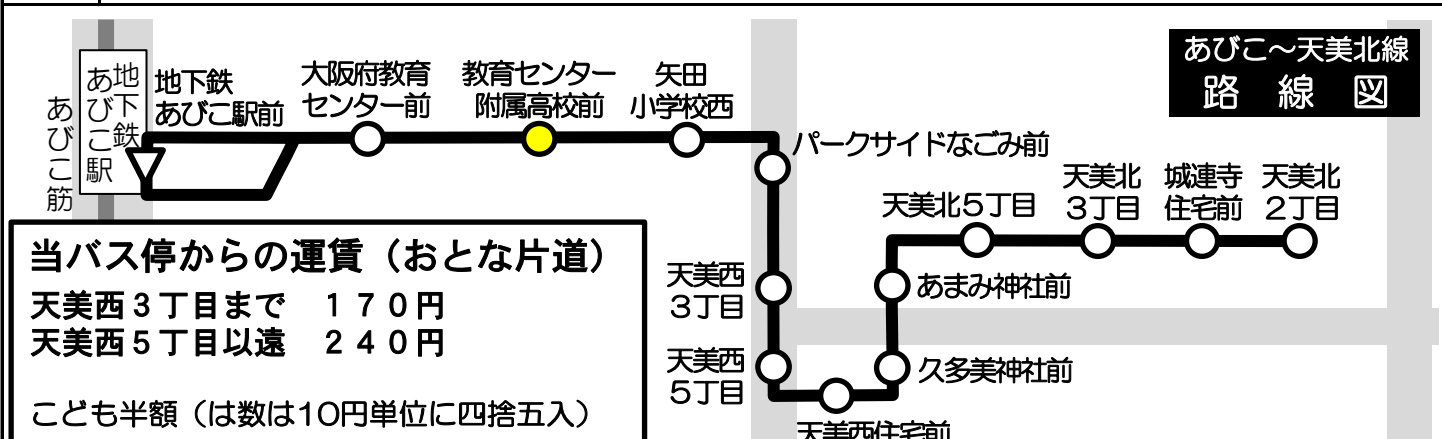 あびこ～天美北線
路線図
あびこ筋
地下鉄
あびこ駅
地下鉄
あびこ駅前
大阪府教育
センター前
教育センター
附属高校前
矢田
小学校西
パークサイドなごみ前
天美西
3丁目
天美西
5丁目
天美西住宅前
久多美神社前
あまみ神社前
天美北5丁目
天美北
3丁目
城連寺
住宅前
天美北
2丁目
当バス停からの運賃（おとな片道）
天美西３丁目まで　１７０円
天美西５丁目以遠　２４０円
こども半額（は数は10円単位に四捨五入）